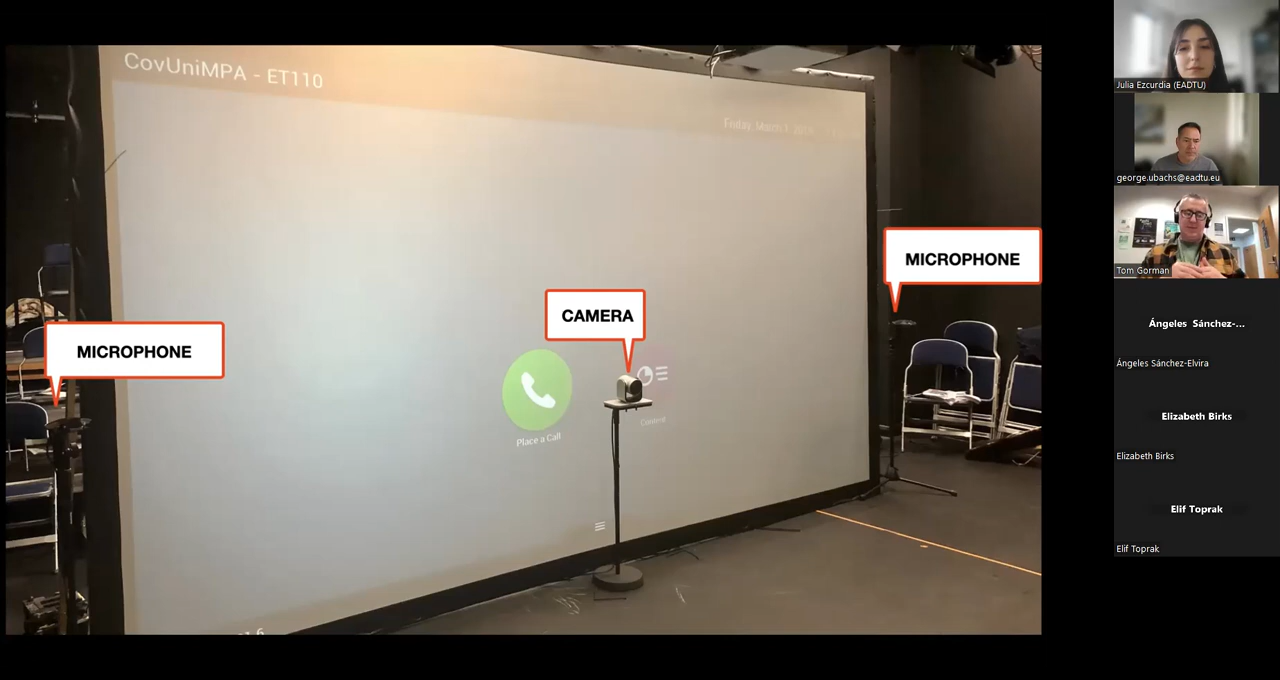 CovUniMPA - ET110
Friday, March 1, 2019
MICROPHONE
CAMERA
MICROPHONE
Place a Call
Content
Julia Ezcurdia (EADTU)
george.ubachs@eadtu.eu
Tom Gorman
Ángeles Sánchez-...
Ángeles Sánchez-Elvira
Elizabeth Birks
Elizabeth Birks
Elif Toprak
Elif Toprak